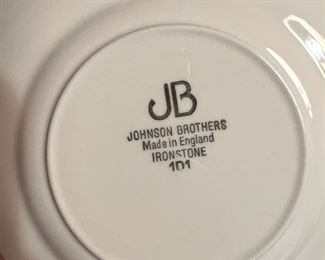 JB
JOHNSON BROTHERS
Made in England
IRONSTONE
1D1